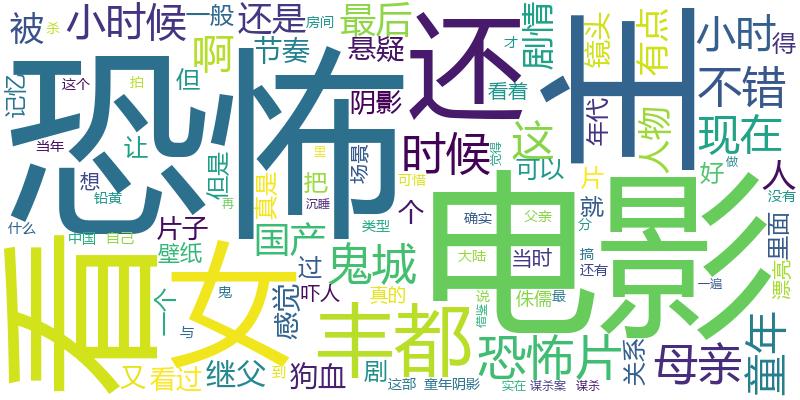 被
小时候
一般
还是
房间
最后
剧情
镜头
有点
小时
得
杀
啊
节奏
悬疑
还
王
记忆
这个
拍
但
阴影
看着
才
年代
不错
恐怖
当年
让
但是
场景
时候
这
人物
现在
里
觉得
想
铅黄
真是
把
可以
片
好
做
人
什么
再
沉睡
可惜
个
就
没有
片子
国产
类型
确实
父亲
分
里面
中国
自己
壁纸
过
鬼城
电影
大陆
当时
搞
还有
漂亮
看
女
一个
鬼
感觉
吓人
真的
说
侏儒
最
一遍
与
丰都
借鉴
恐怖片
关系
母亲
童年
又
看过
继父
到
狗血
剧
这部
童年阴影
实在
谋杀案
谋杀